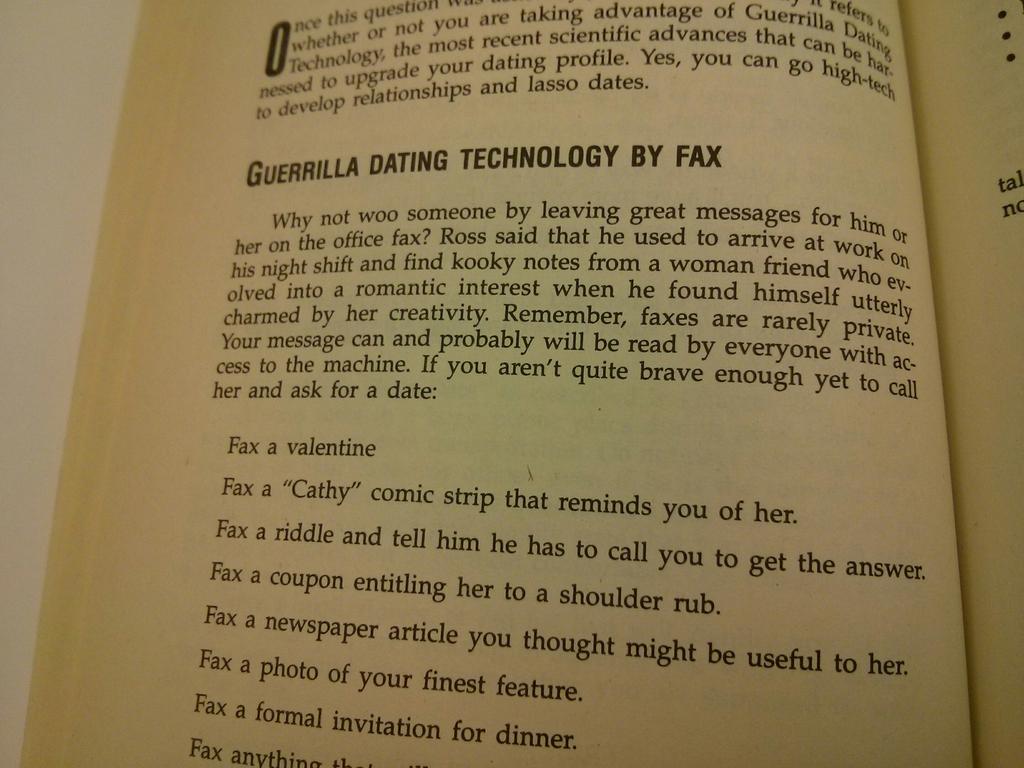 Once this question was refers to
whether or not you are taking advantage of Guerrilla Dating
Technology, the most recent scientific advances that can be har-
nessed to upgrade your dating profile. Yes, you can go high-tech
to develop relationships and lasso dates.
GUERRILLA DATING TECHNOLOGY BY FAX
Why not woo someone by leaving great messages for him or
her on the office fax? Ross said that he used to arrive at work on
his night shift and find kooky notes from a woman friend who ev-
olved into a romantic interest when he found himself utterly
charmed by her creativity. Remember, faxes are rarely private.
Your message can and probably will be read by everyone with ac-
cess to the machine. If you aren't quite brave enough yet to call
her and ask for a date:
Fax a valentine
Fax a "Cathy" comic strip that reminds you of her.
Fax a riddle and tell him he has to call you to get the answer.
Fax a coupon entitling her to a shoulder rub.
Fax a newspaper article you thought might be useful to her.
Fax a photo of your finest feature.
Fax a formal invitation for dinner.
Fax anything that